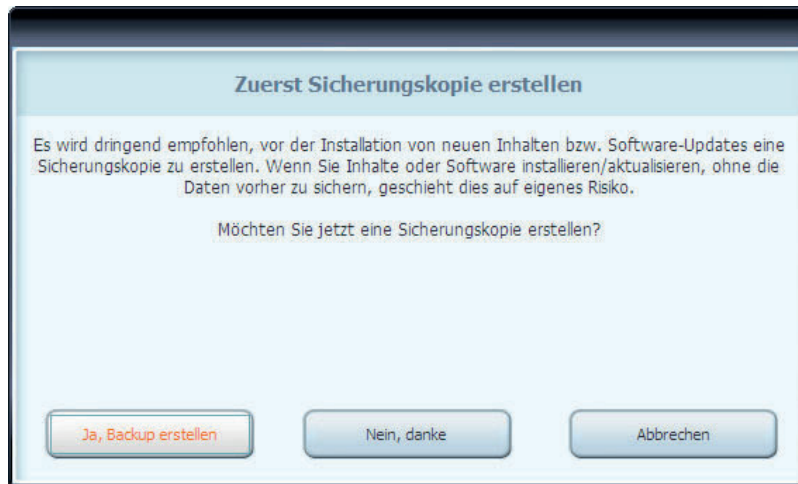 Zuerst Sicherungskopie erstellen
Es wird dringend empfohlen, vor der Installation von neuen Inhalten bzw. Software-Updates eine
Sicherungskopie zu erstellen. Wenn Sie Inhalte oder Software installieren/aktualisieren, ohne die
Daten vorher zu sichern, geschieht dies auf eigenes Risiko.
Möchten Sie jetzt eine Sicherungskopie erstellen?
Ja, Backup erstellen
Nein, danke
Abbrechen